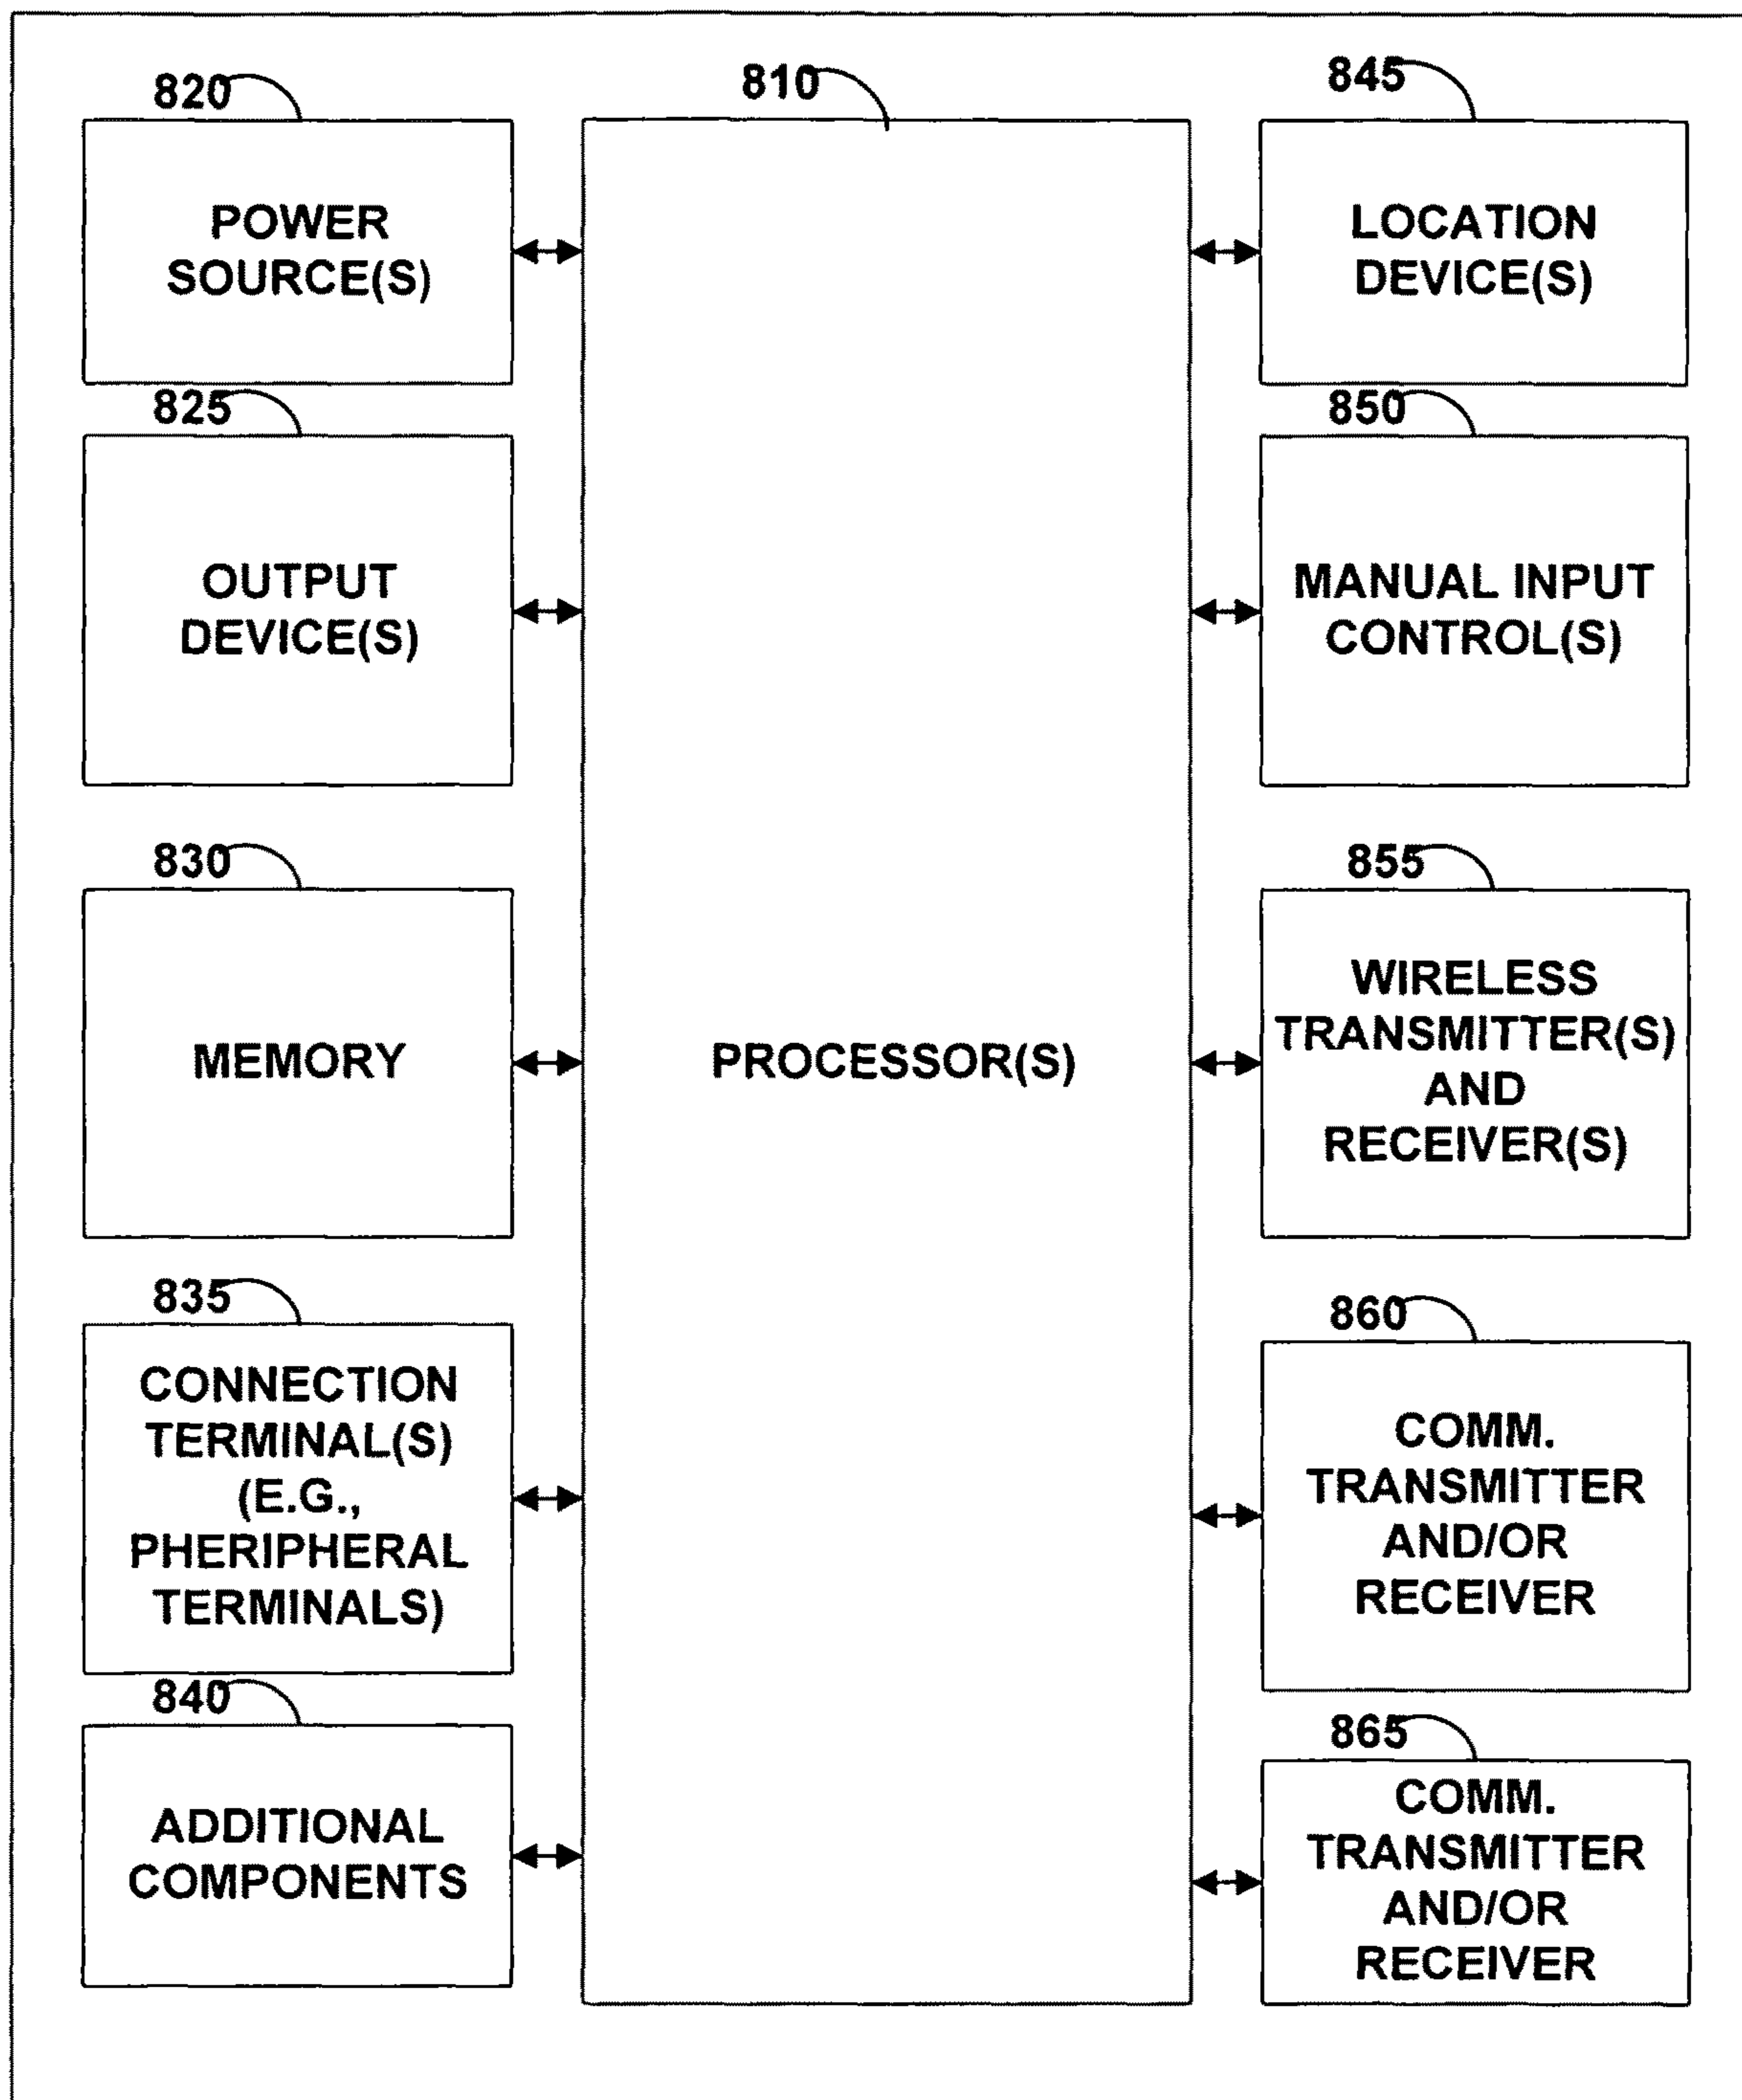 820
POWER
SOURCE(S)
825
OUTPUT
DEVICE(S)
830
MEMORY
835
CONNECTION
TERMINAL(S)
(E.G.,
PHERIPHERAL
TERMINALS)
840
ADDITIONAL
COMPONENTS
810
PROCESSOR(S)
845
LOCATION
DEVICE(S)
850
MANUAL INPUT
CONTROL(S)
855
WIRELESS
TRANSMITTER(S)
AND
RECEIVER(S)
860
COMM.
TRANSMITTER
AND/OR
RECEIVER
865
COMM.
TRANSMITTER
AND/OR
RECEIVER